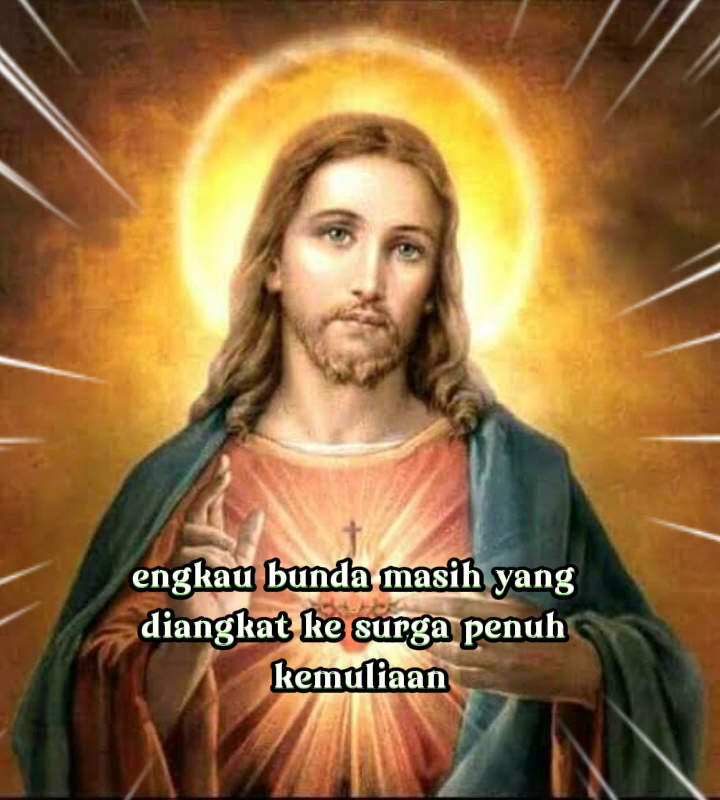 engkau bunda masih yang
diangkat ke surga penuh
kemuliaan